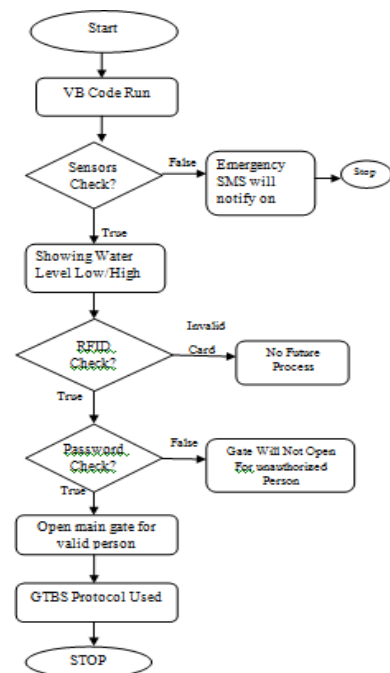 Start
VB Code Run
Sensors
Check?
False
Emergency
SMS will
notify on
Stop
True
Showing Water
Level Low/High
RFID
Check?
Invalid
Card
No Future
Process
True
Password
Check?
False
Gate Will Not Open
For unauthorized
Person
True
Open main gate for
valid person
GTBS Protocol Used
STOP